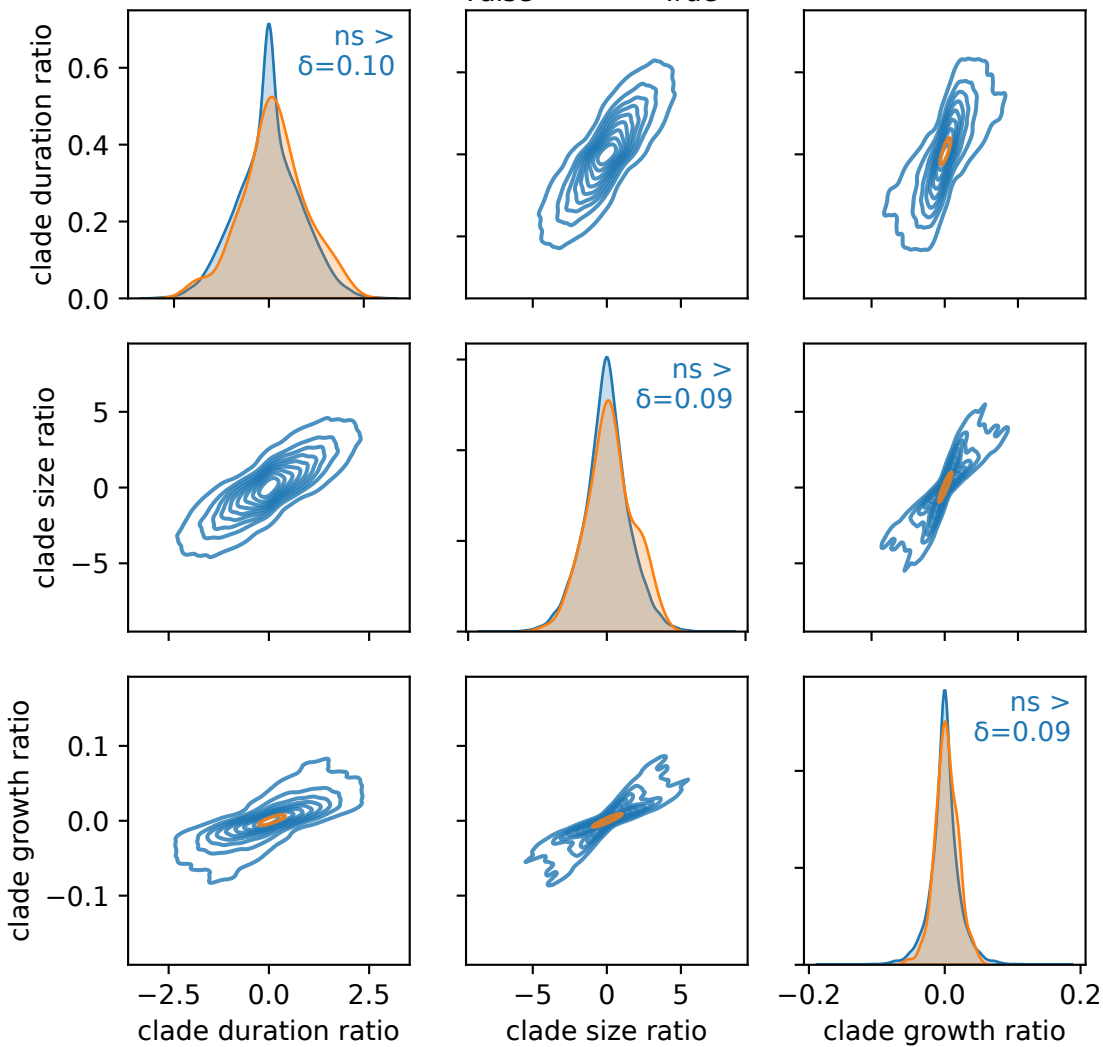 clade duration ratio
0.6
0.4
0.2
0.0
ns >
δ=0.10
clade size ratio
5
0
−5
ns >
δ=0.09
clade growth ratio
0.1
0.0
−0.1
ns >
δ=0.09
−2.5 0.0 2.5
−5 0 5
−0.2 0.0 0.2
clade duration ratio
clade size ratio
clade growth ratio